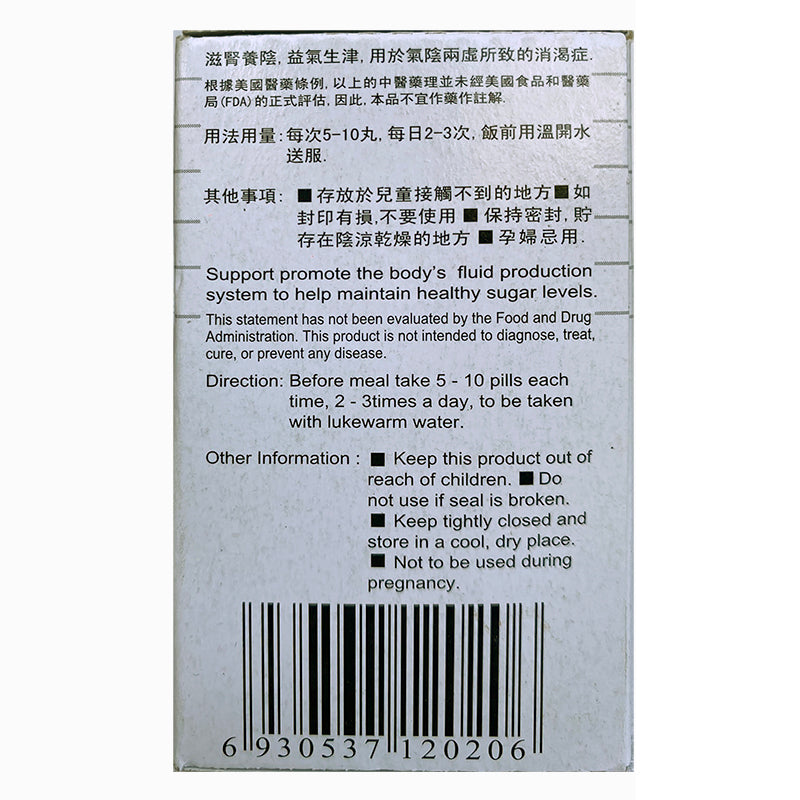 滋腎養陰, 益氣生津, 用於氣陰兩虛所致的消渴症.
根據美國醫藥條例, 以上的中醫藥理並未經美國食品和醫藥
局(FDA)的正式評估, 因此, 本品不宜作藥作註解.
用法用量: 每次5-10丸, 每日2-3次, 飯前用溫開水
送服.
其他事項: ■ 存放於兒童接觸不到的地方 ■ 如
封印有損,不要使用 ■ 保持密封, 貯
存在陰涼乾燥的地方 ■ 孕婦忌用.
Support promote the body's fluid production
system to help maintain healthy sugar levels.
This statement has not been evaluated by the Food and Drug
Administration. This product is not intended to diagnose, treat,
cure, or prevent any disease.
Direction: Before meal take 5 - 10 pills each
time, 2 - 3times a day, to be taken
with lukewarm water.
Other Information : ■ Keep this product out of
reach of children. ■ Do
not use if seal is broken.
■ Keep tightly closed and
store in a cool, dry place.
■ Not to be used during
pregnancy.
6 930537 120206